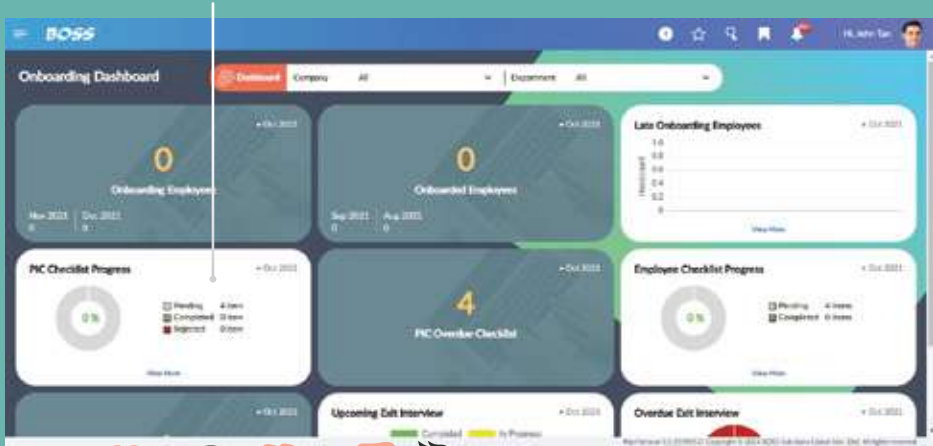 BOSS
Hi, John Tan
Onboarding Dashboard
Dashboard Company All Department All
Oct 2021
0
Onboarding Employees
Nov 2021 Dec 2021
0 0
Oct 2021
0
Onboarded Employees
Sep 2021 Aug 2021
0 0
Late Onboarding Employees Oct 2021
1.0
0.8
0.6
0.4
0.2
0
Headcount
View More
PIC Checklist Progress Oct 2021
0 %
Pending 4 item
Completed 0 item
Rejected 0 item
View More
Oct 2021
4
PIC Overdue Checklist
Employee Checklist Progress Oct 2021
0 %
Pending 4 items
Completed 0 items
View More
Oct 2021
Upcoming Exit Interview Oct 2021
Completed In Progress
Overdue Exit Interview Oct 2021